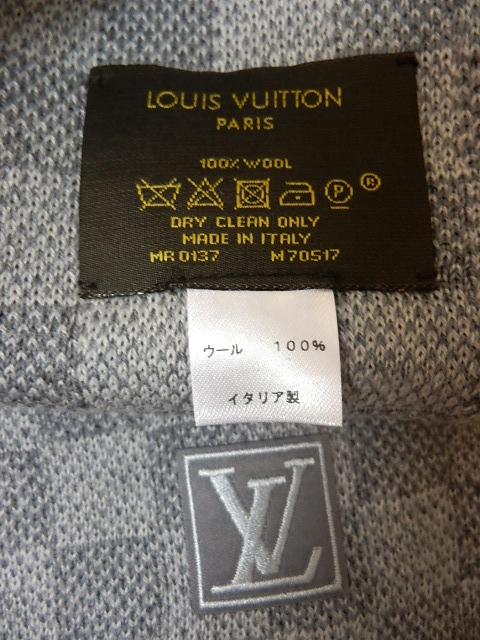 LOUIS VUITTON
PARIS
100% WOOL
P ®
DRY CLEAN ONLY
MADE IN ITALY
MR 0137 M70517
ウール 100%
イタリア製
LV